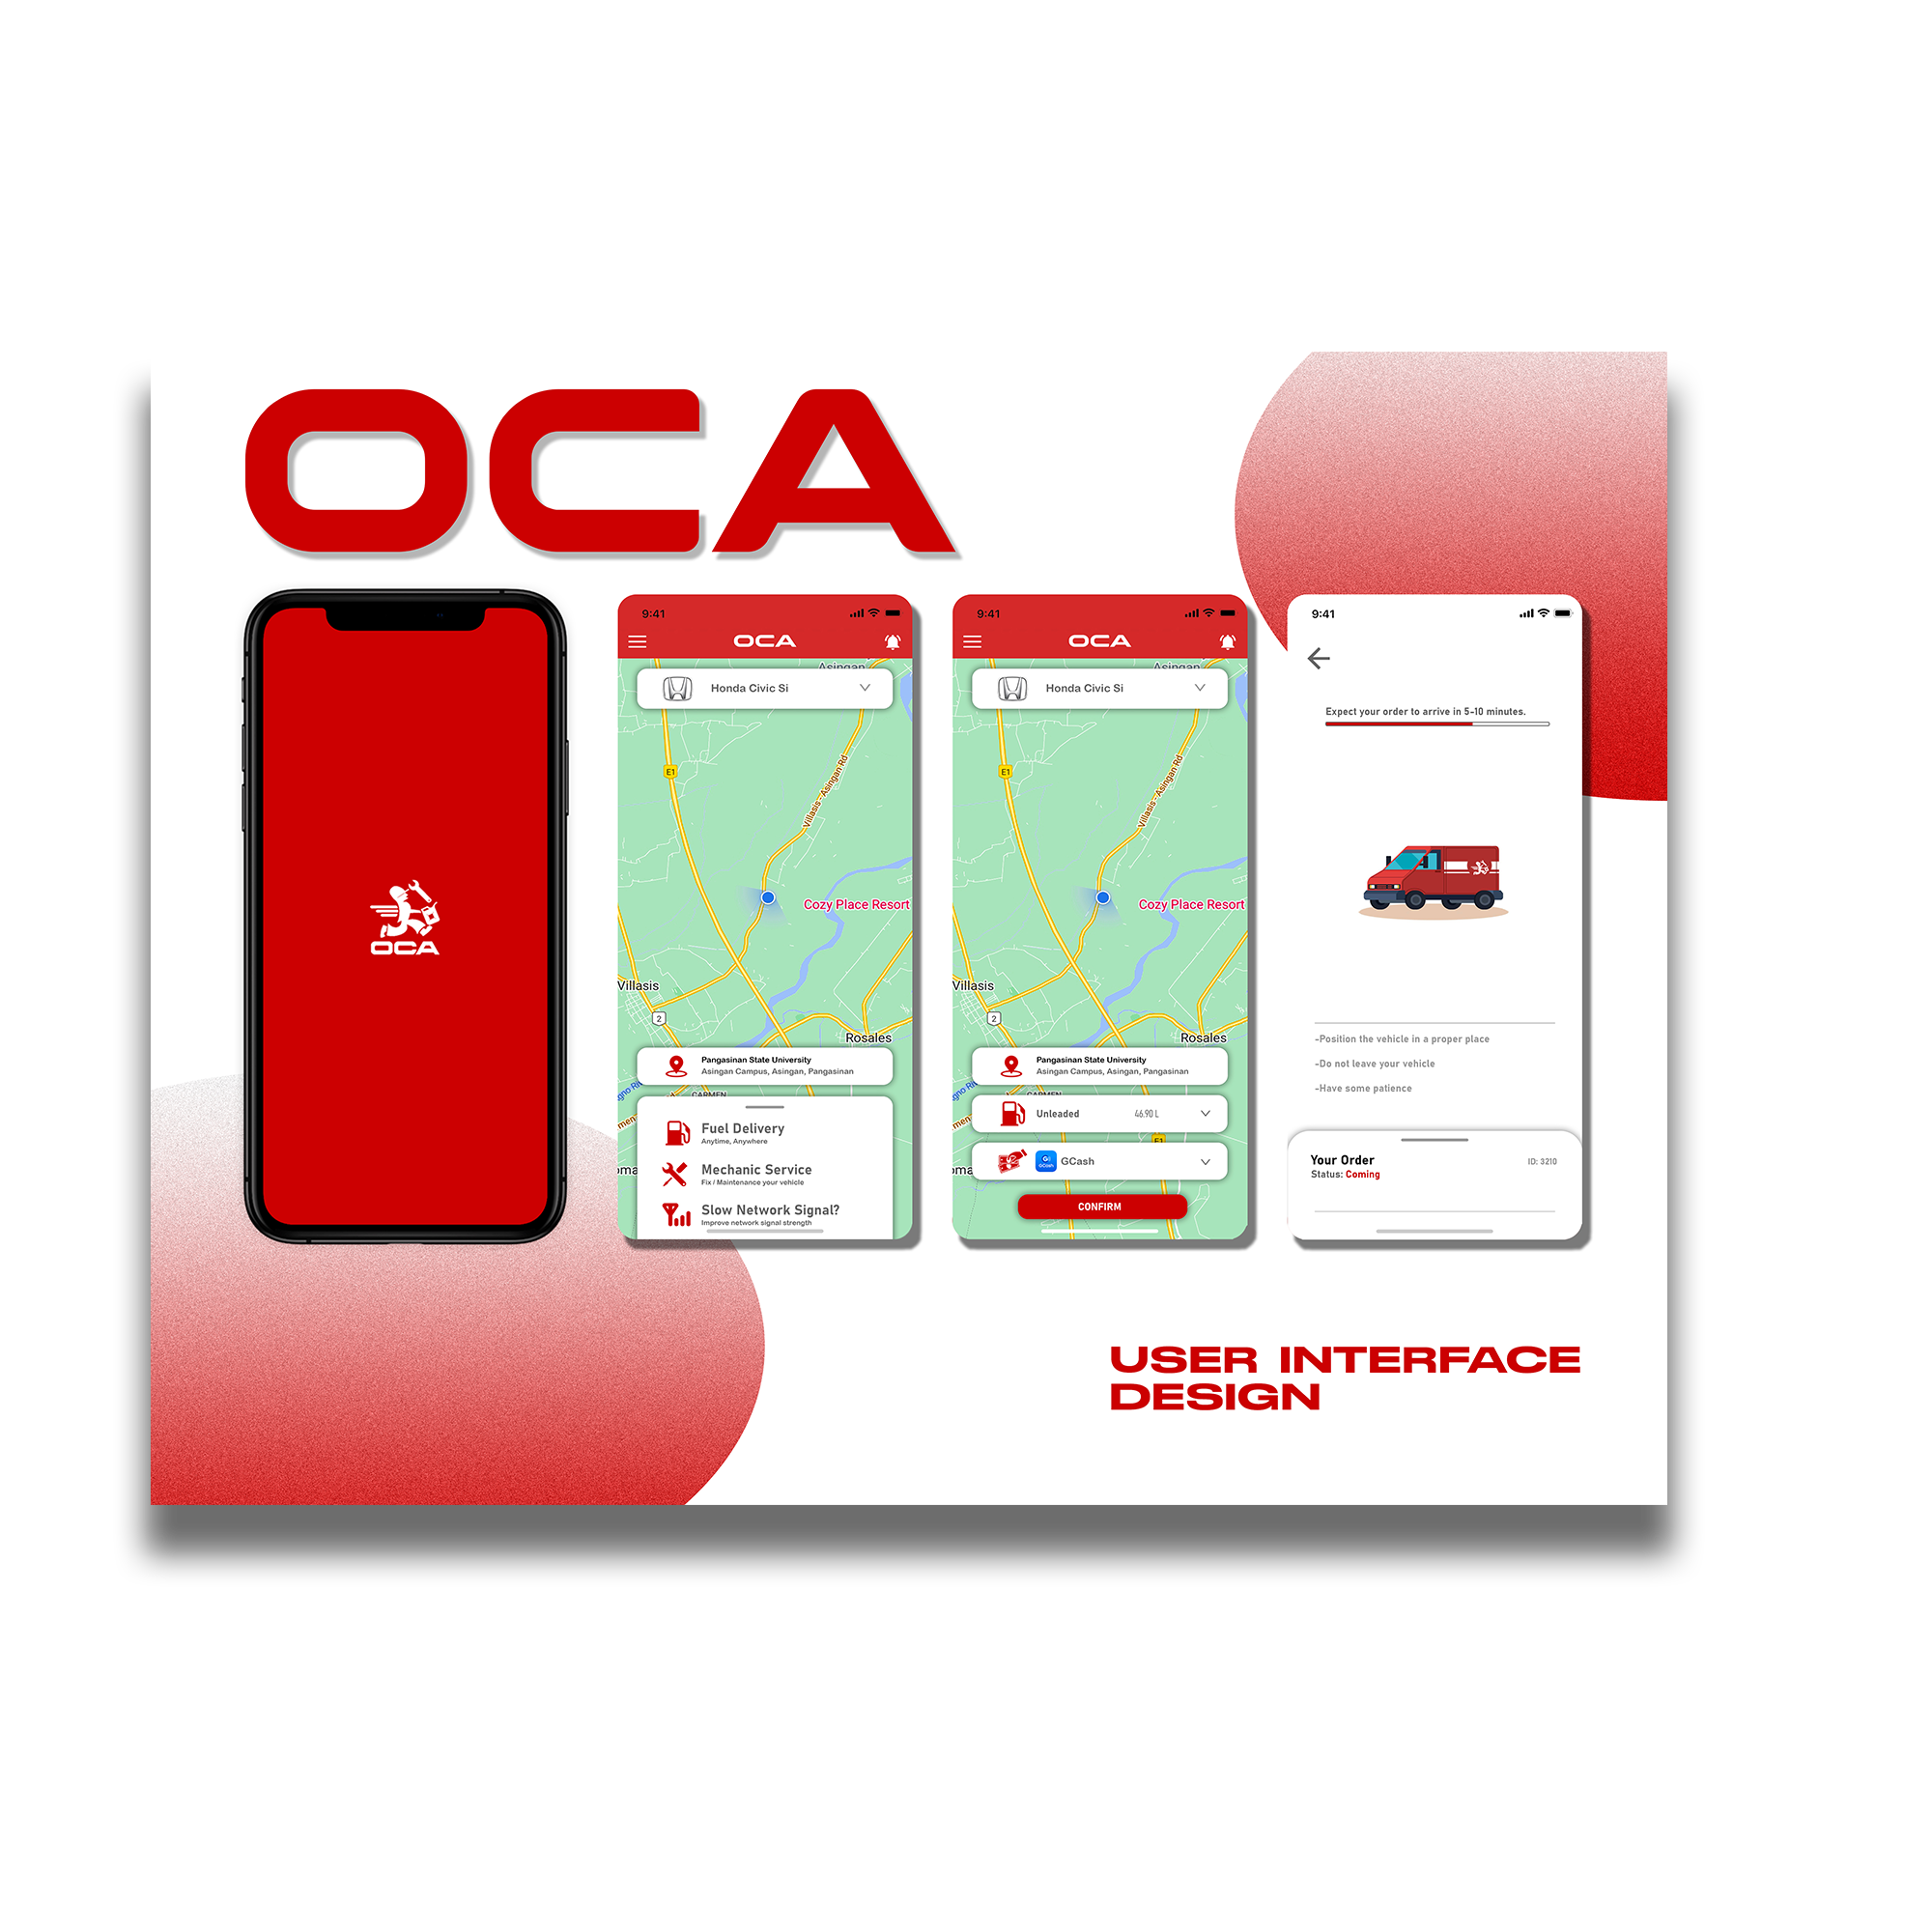 OCA
OCA
9:41
OCA
Asingan
Honda Civic Si
E1
Villasis - Asingan Rd
Cozy Place Resort
Villasis
2
Rosales
Pangasinan State University
Asingan Campus, Asingan, Pangasinan
CARMEN
Fuel Delivery
Anytime, Anywhere
Mechanic Service
Fix / Maintenance your vehicle
Slow Network Signal?
Improve network signal strength
9:41
OCA
Asingan
Honda Civic Si
E1
Villasis - Asingan Rd
Cozy Place Resort
Villasis
2
Rosales
Pangasinan State University
Asingan Campus, Asingan, Pangasinan
CARMEN
Unleaded 46.90 L
E1
GCash
GCash
CONFIRM
9:41
Expect your order to arrive in 5-10 minutes.
-Position the vehicle in a proper place
-Do not leave your vehicle
-Have some patience
Your Order ID: 3210
Status: Coming
USER INTERFACE
DESIGN